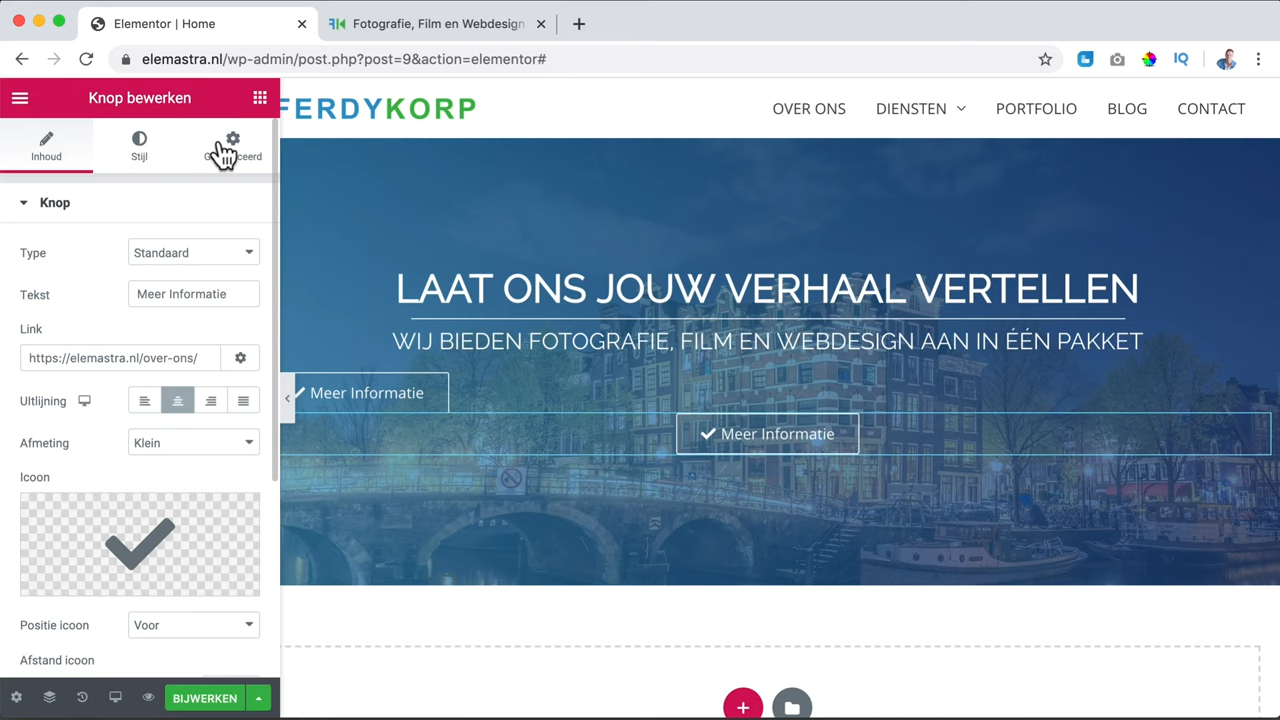 Elementor | Home
Fotografie, Film en Webdesign
elemastra.nl/wp-admin/post.php?post=9&action=elementor#
IQ
Knop bewerken
FERDYKORP
OVER ONS
DIENSTEN
PORTFOLIO
BLOG
CONTACT
Inhoud
Stijl
Knop
Type
Standaard
Tekst
Meer Informatie
Link
https://elemastra.nl/over-ons/
Uitlijning
Afmeting
Klein
Icoon
Positie icoon
Voor
Afstand icoon
BIJWERKEN
LAAT ONS JOUW VERHAAL VERTELLEN
WIJ BIEDEN FOTOGRAFIE, FILM EN WEBDESIGN AAN IN ÉÉN PAKKET
Meer Informatie
Meer Informatie